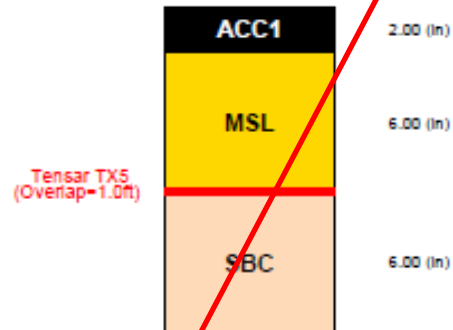 ACC1
2.00 (in)
MSL
6.00 (in)
Tensar TX5
(Overlap=1.0ft)
SBC
6.00 (in)